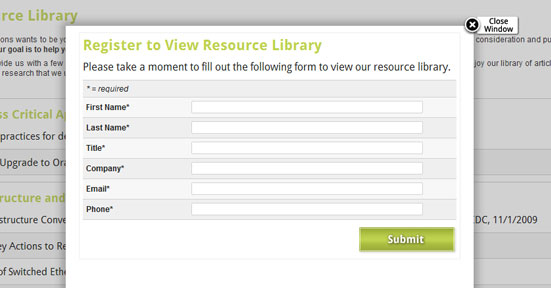 rce Library
Close
Window
Register to View Resource Library
ons wants to be yo
consideration and pu
our goal is to help y
Please take a moment to fill out the following form to view our resource library.
ide us with a few
joy our library of artic
research that we
* = required
ss Critical Ap
First Name*
practices for de
Last Name*
Upgrade to Ora
Title*
Company*
ructure and
Email*
structure Conve
Phone*
EDC, 11/1/2009
ey Actions to Re
Submit
of Switched Ethe